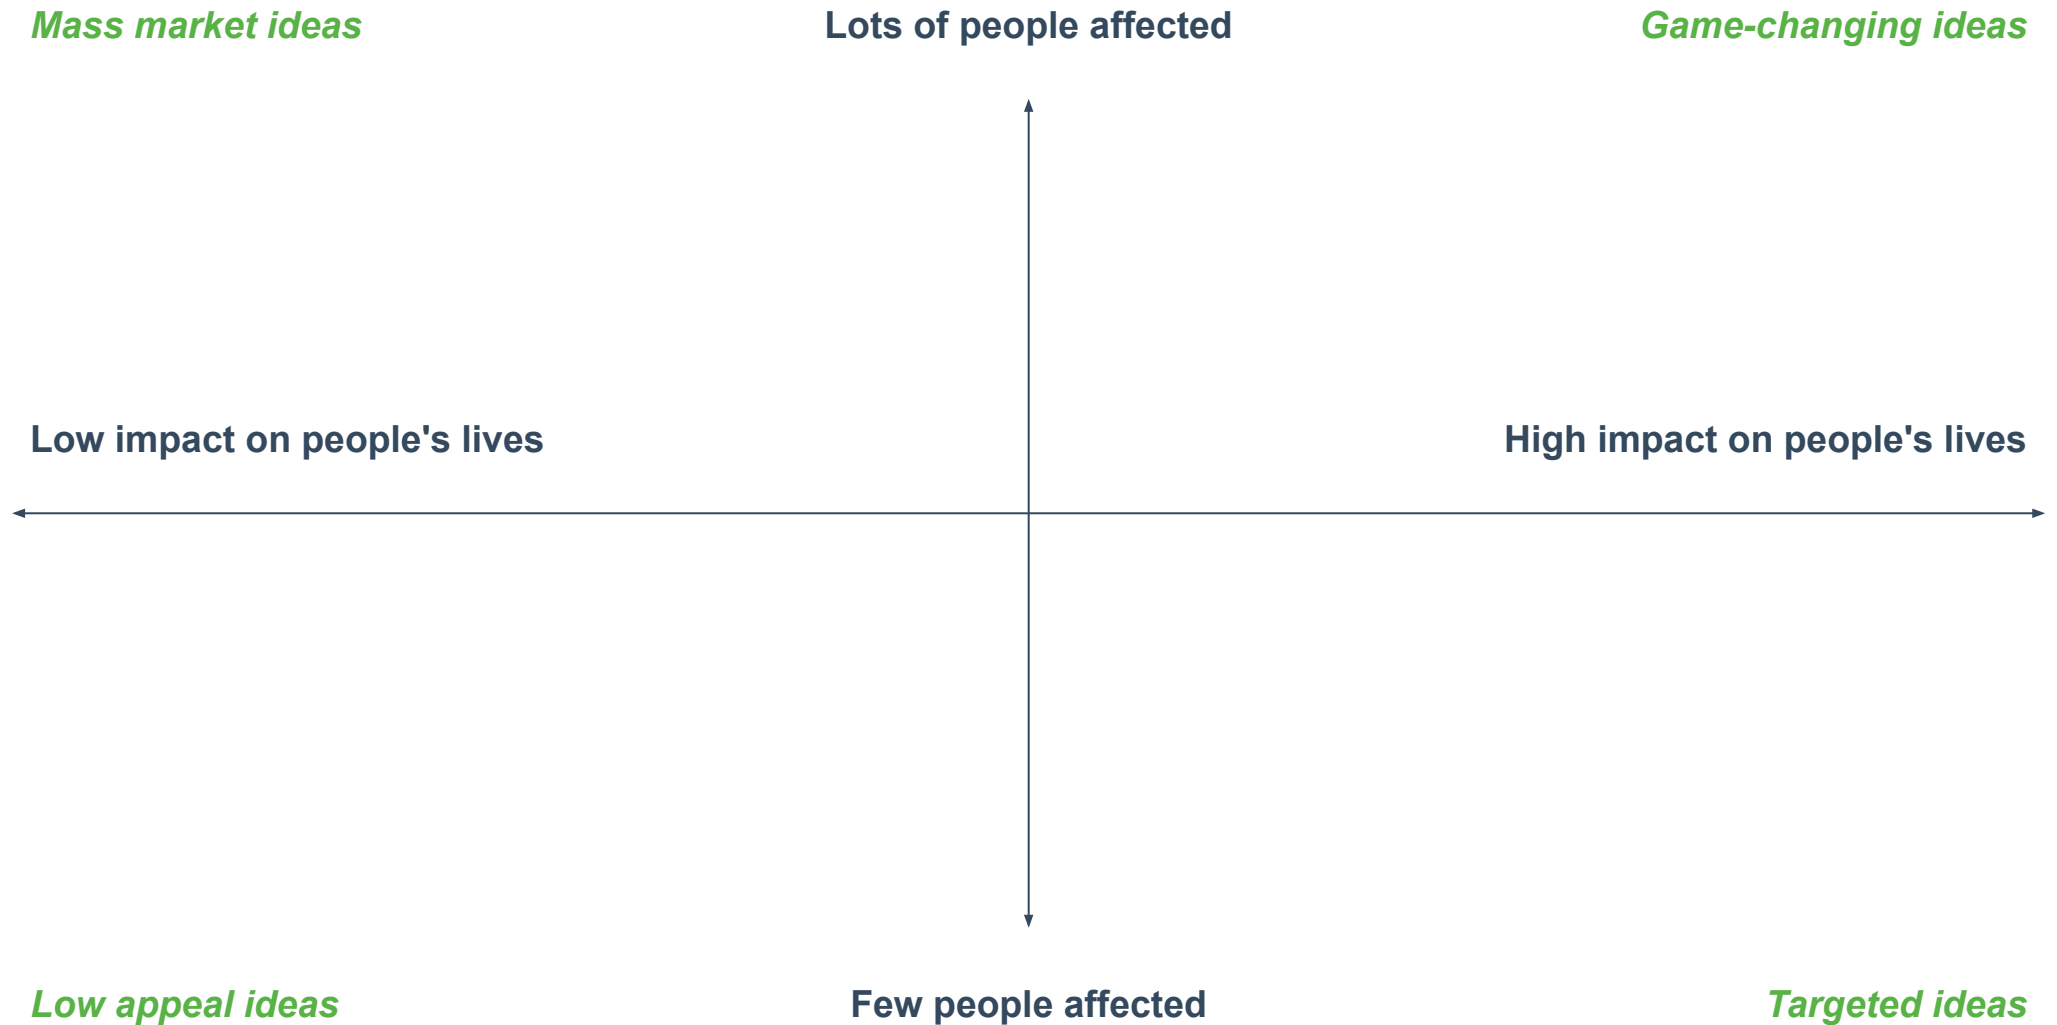 Mass market ideas
Lots of people affected
Game-changing ideas
Low impact on people's lives
High impact on people's lives
Low appeal ideas
Few people affected
Targeted ideas